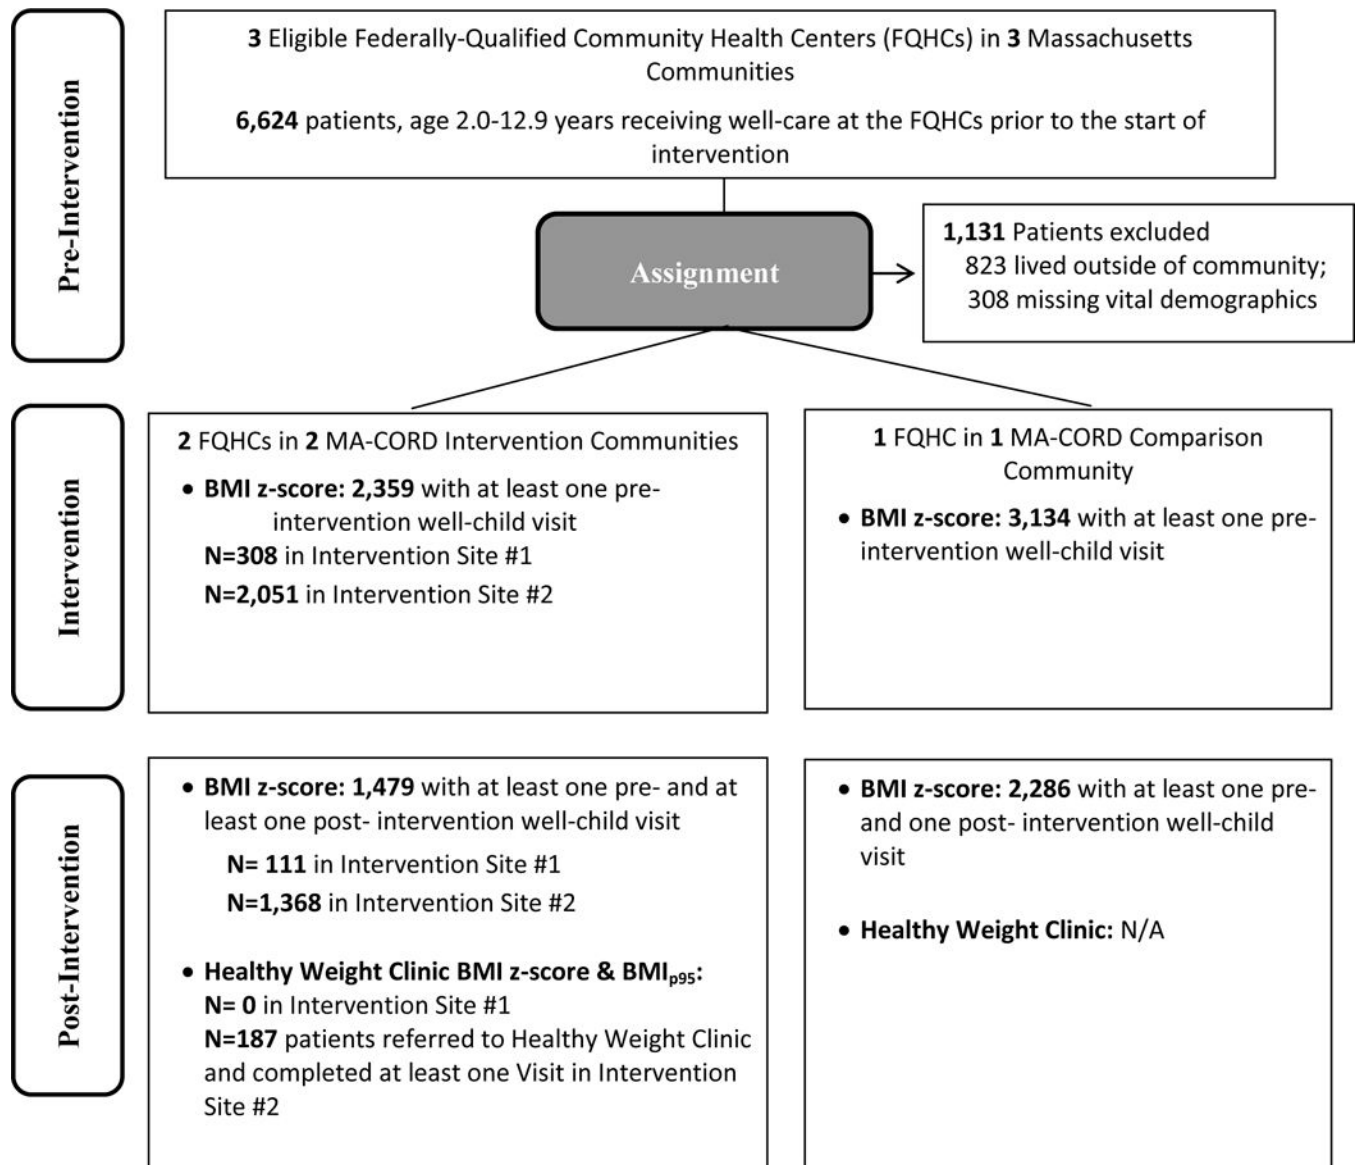 Pre-Intervention
3 Eligible Federally-Qualified Community Health Centers (FQHCs) in 3 Massachusetts
Communities
6,624 patients, age 2.0-12.9 years receiving well-care at the FQHCs prior to the start of
intervention
Assignment
1,131 Patients excluded
823 lived outside of community;
308 missing vital demographics
Intervention
2 FQHCs in 2 MA-CORD Intervention Communities
• BMI z-score: 2,359 with at least one pre-
intervention well-child visit
N=308 in Intervention Site #1
N=2,051 in Intervention Site #2
1 FQHC in 1 MA-CORD Comparison
Community
• BMI z-score: 3,134 with at least one pre-
intervention well-child visit
Post-Intervention
• BMI z-score: 1,479 with at least one pre- and at
least one post- intervention well-child visit
N= 111 in Intervention Site #1
N=1,368 in Intervention Site #2
• Healthy Weight Clinic BMI z-score & BMIp95:
N= 0 in Intervention Site #1
N=187 patients referred to Healthy Weight Clinic
and completed at least one Visit in Intervention
Site #2
• BMI z-score: 2,286 with at least one pre-
and one post- intervention well-child
visit
• Healthy Weight Clinic: N/A